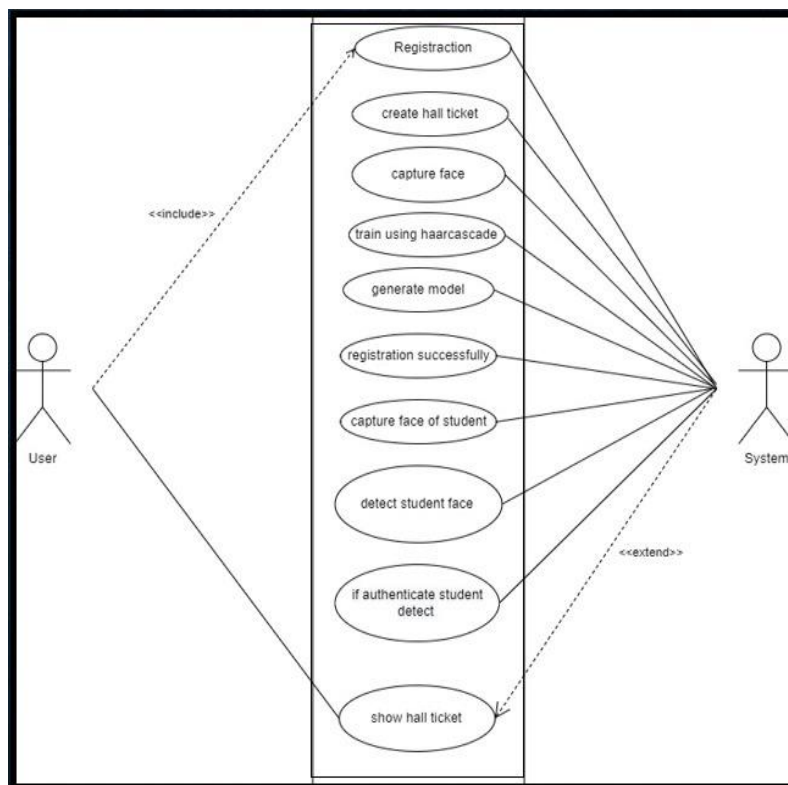 Registraction
create hall ticket
capture face
<<include>>
train using haarcascade
generate model
registration successfully
capture face of student
User
System
detect student face
<<extend>>
if authenticate student
detect
show hall ticket